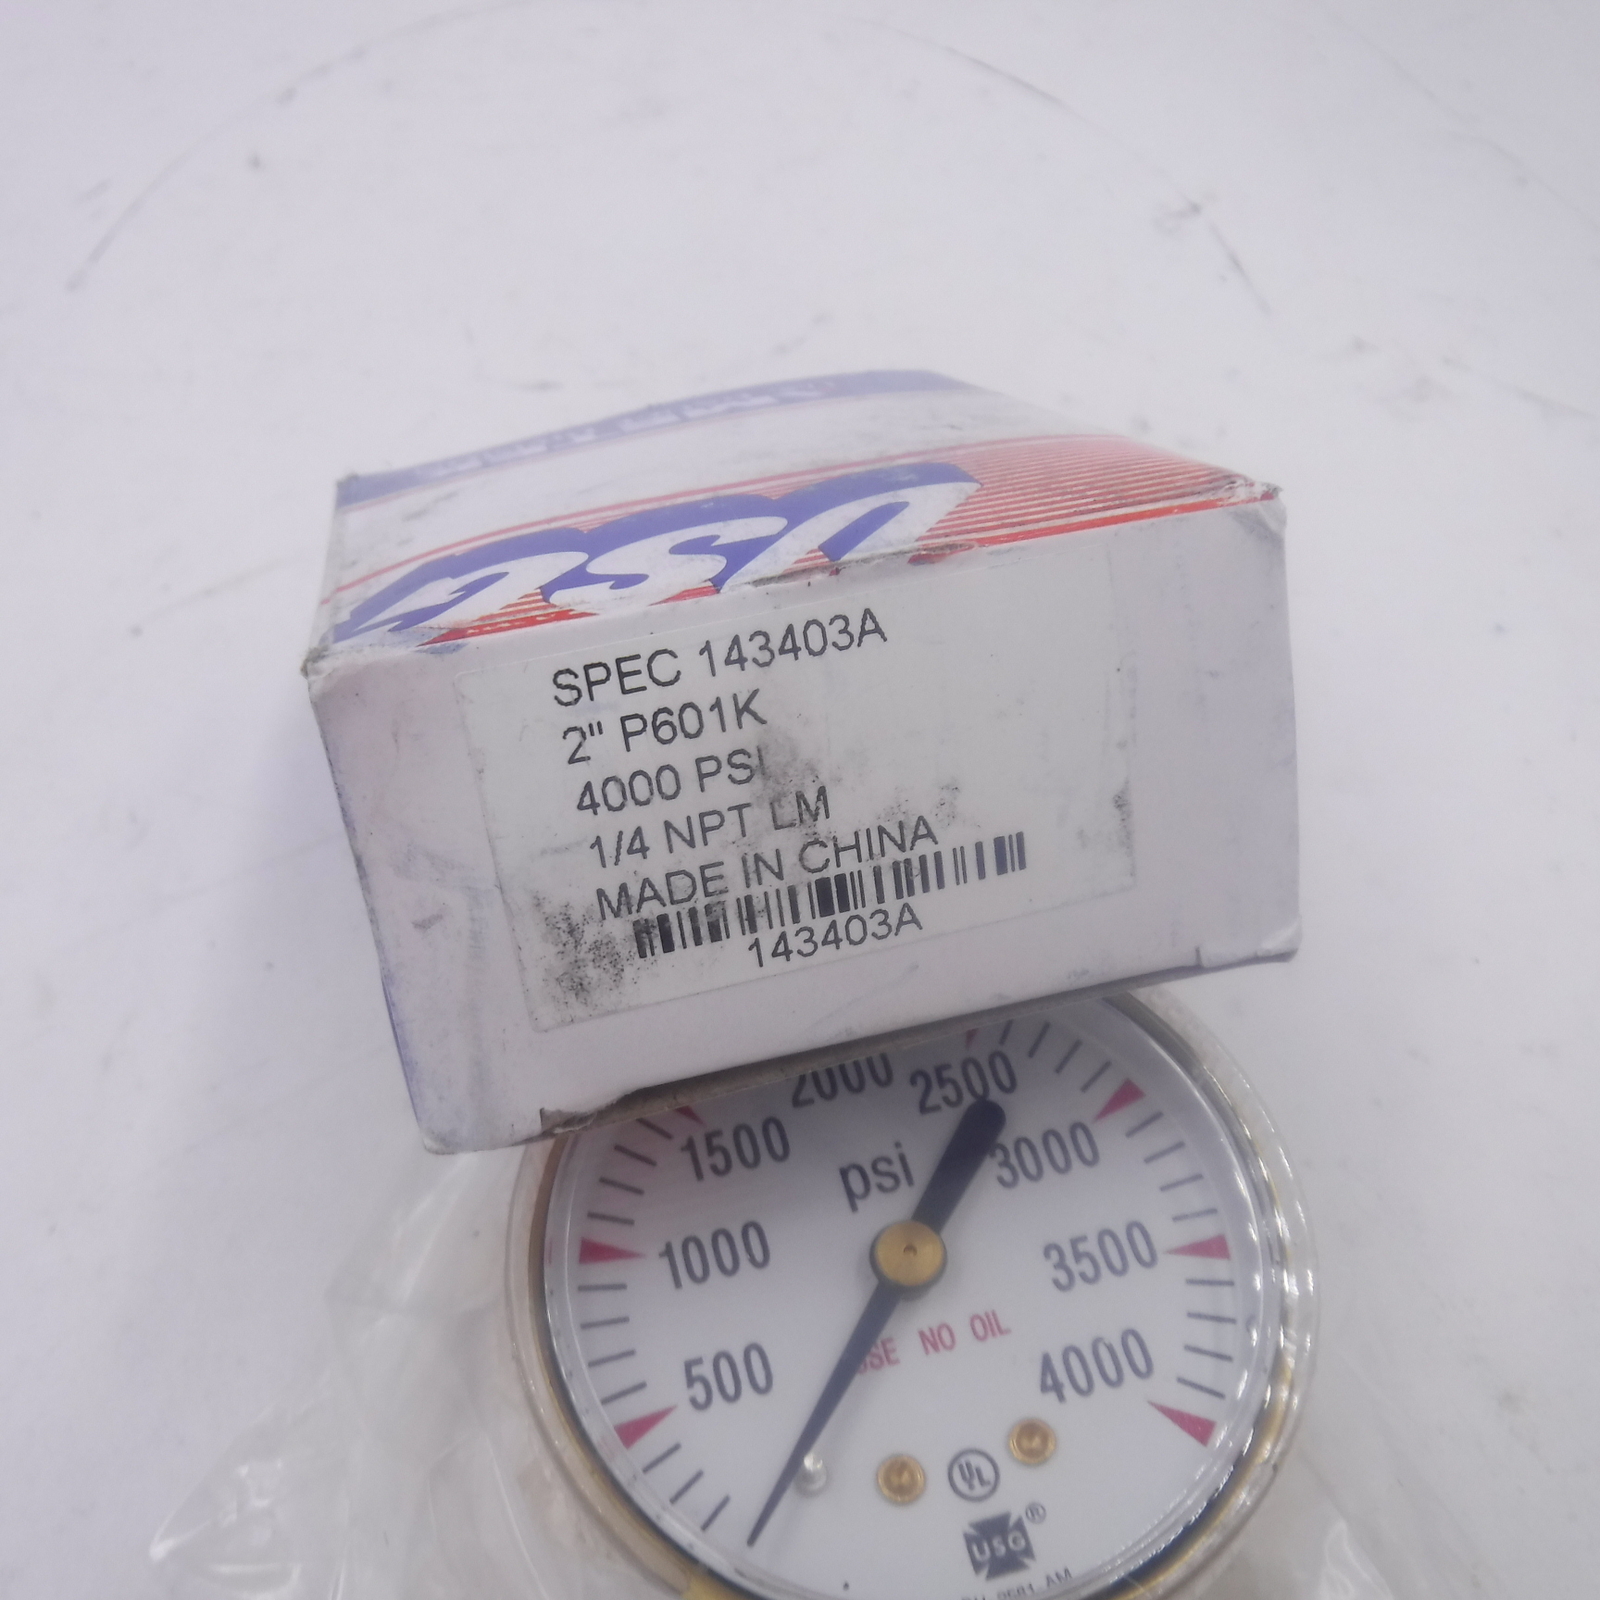 USG
SPEC 143403A
2" P601K
4000 PSI
1/4 NPT LM
MADE IN CHINA
143403A
2000
2500
1500
psi
3000
1000
3500
NO OIL
500
4000
UL
USG®